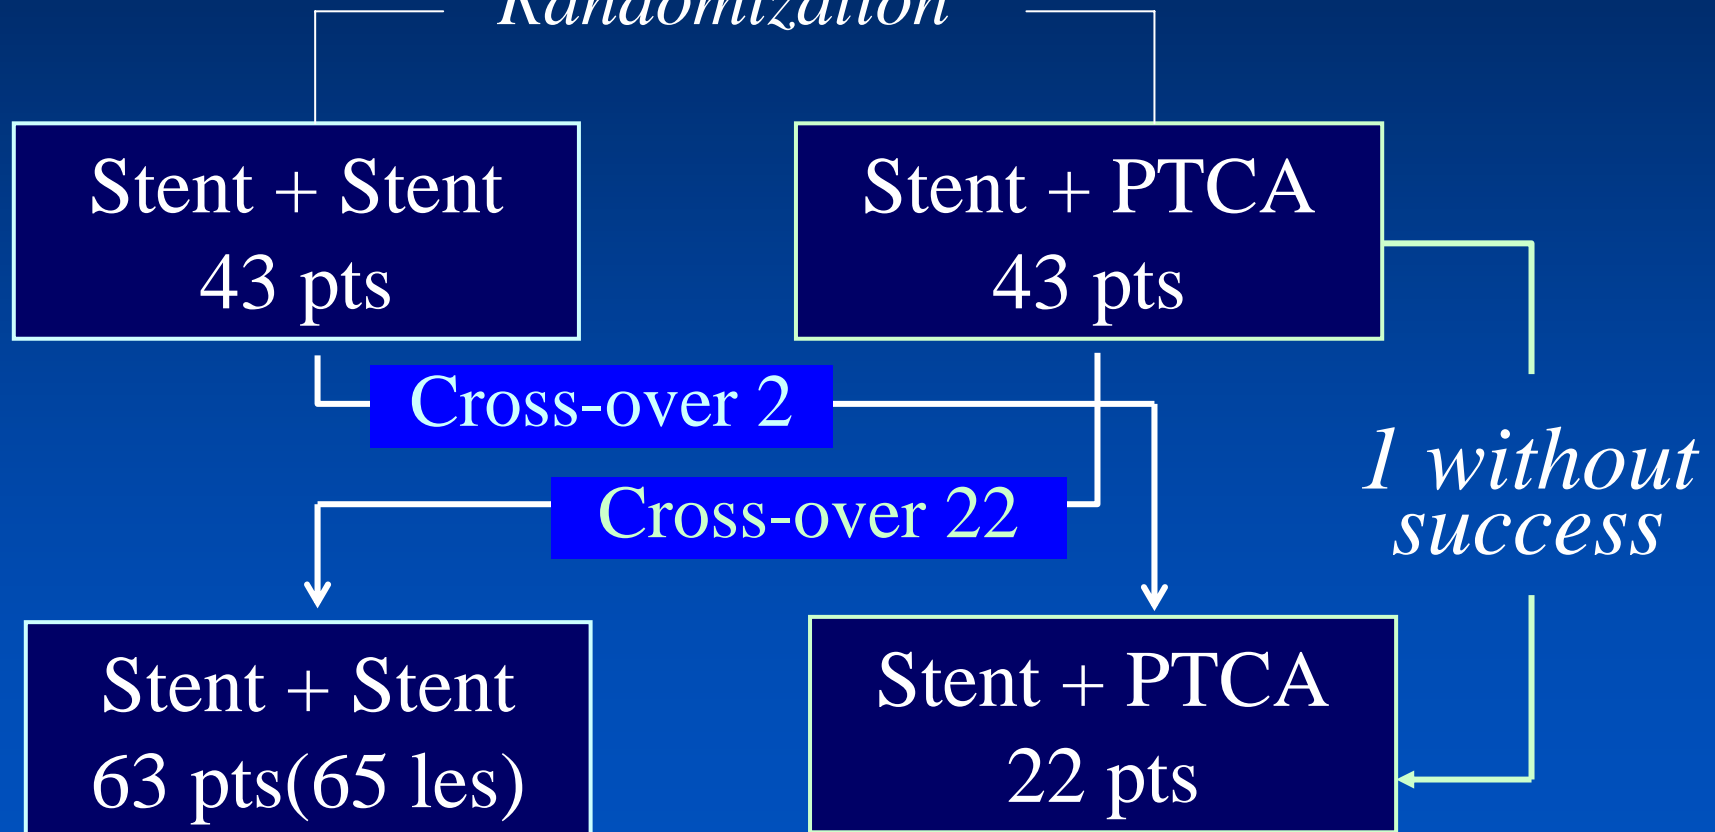 Randomization
Stent + Stent
43 pts
Stent + PTCA
43 pts
Cross-over 2
Cross-over 22
1 without
success
Stent + Stent
63 pts(65 les)
Stent + PTCA
22 pts